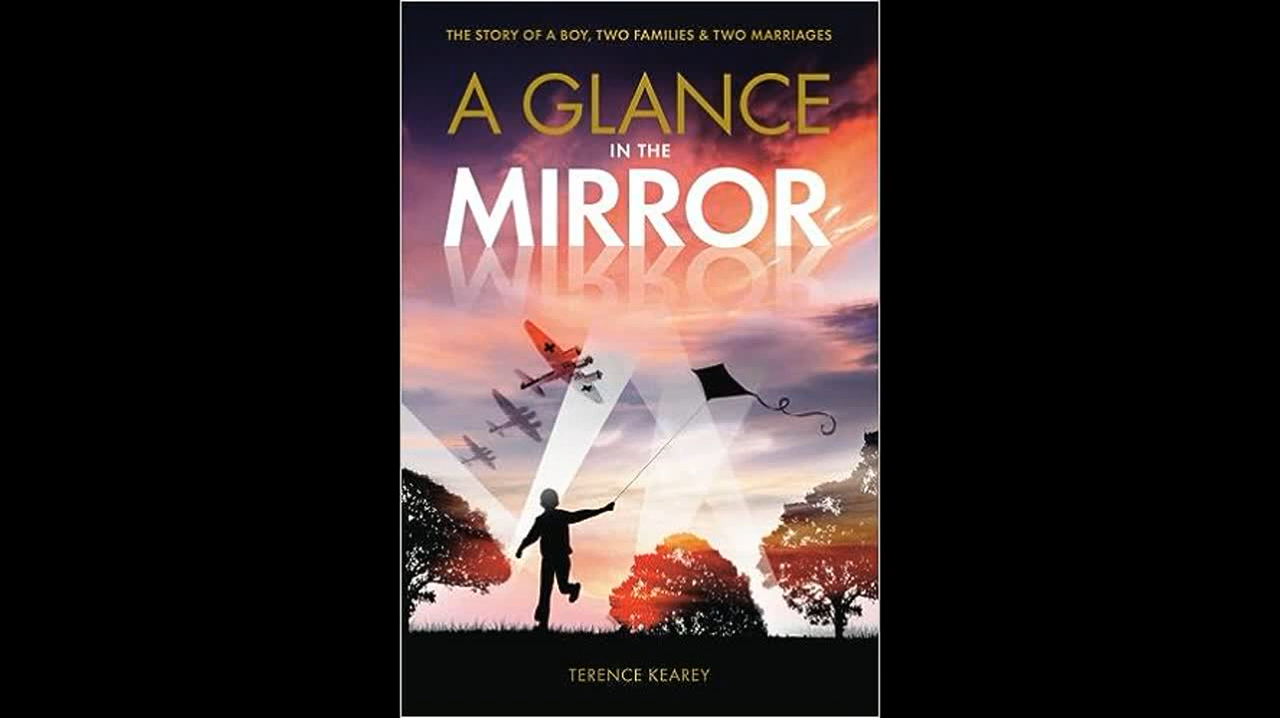 THE STORY OF A BOY, TWO FAMILIES & TWO MARRIAGES
A GLANCE
IN THE
MIRROR
TERENCE KEAREY